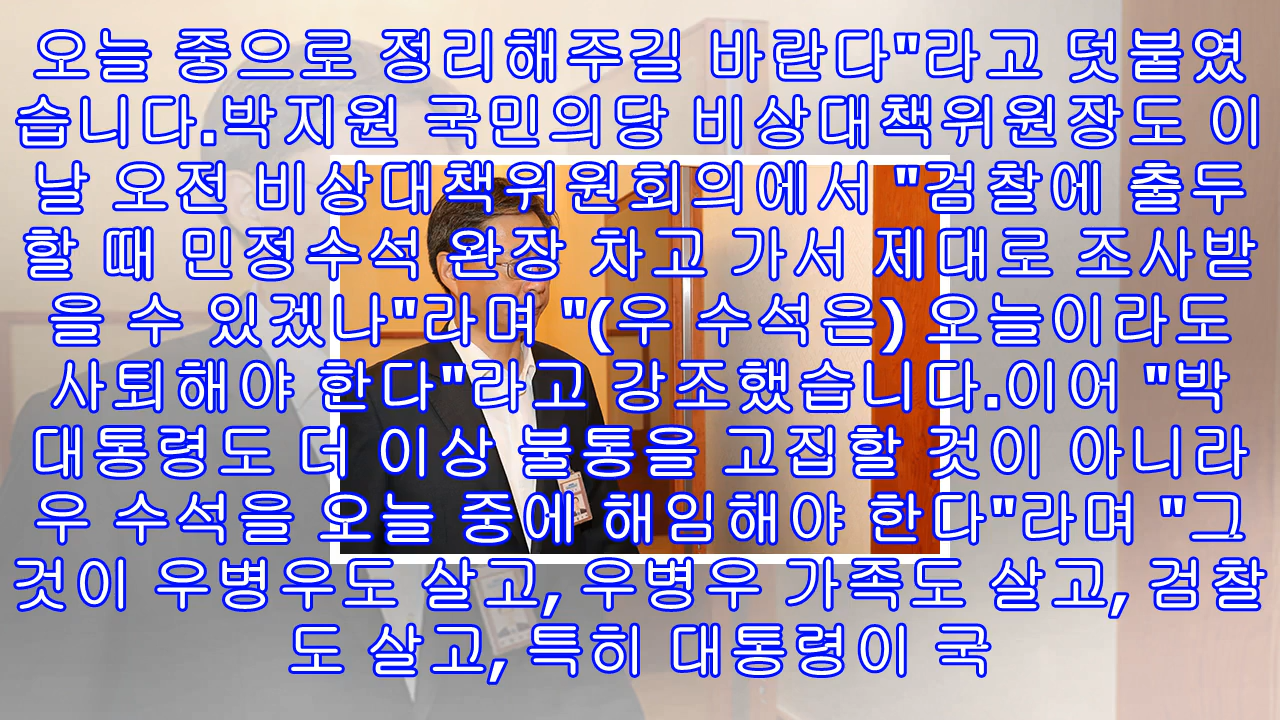 오늘 중으로 정리해주길 바란다"라고 덧붙였
습니다.박지원 국민의당 비상대책위원장도 이
날 오전 비상대책위원회의에서 "검찰에 출두
할 때 민정수석 완장 차고 가서 제대로 조사받
을 수 있겠나"라며 "(우 수석은) 오늘이라도
사퇴해야 한다"라고 강조했습니다.이어 "박
대통령도 더 이상 불통을 고집할 것이 아니라
우 수석을 오늘 중에 해임해야 한다"라며 "그
것이 우병우도 살고, 우병우 가족도 살고, 검찰
도 살고, 특히 대통령이 국